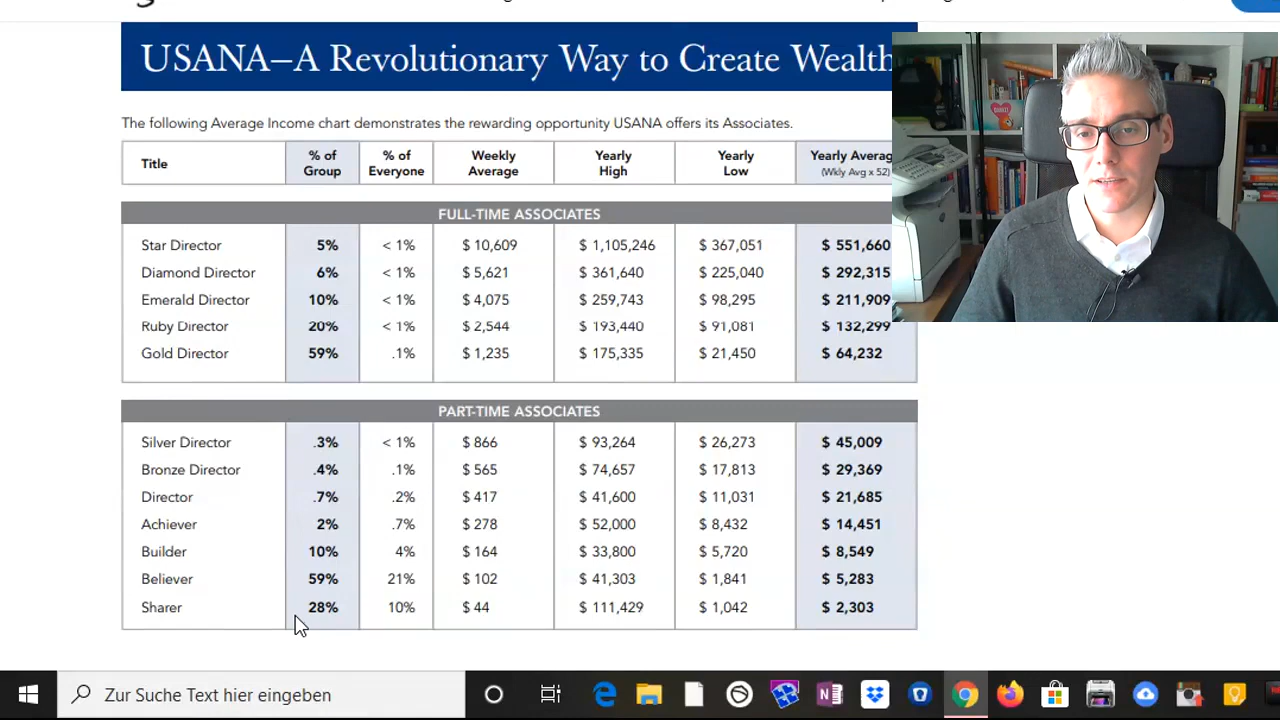 USANA—A Revolutionary Way to Create Wealth
The following Average Income chart demonstrates the rewarding opportunity USANA offers its Associates.
Title % of Group % of Everyone Weekly Average Yearly High Yearly Low Yearly Average (Wkly Avg x 52)
FULL-TIME ASSOCIATES
Star Director 5% < 1% $ 10,609 $ 1,105,246 $ 367,051 $ 551,660
Diamond Director 6% < 1% $ 5,621 $ 361,640 $ 225,040 $ 292,315
Emerald Director 10% < 1% $ 4,075 $ 259,743 $ 98,295 $ 211,909
Ruby Director 20% < 1% $ 2,544 $ 193,440 $ 91,081 $ 132,299
Gold Director 59% .1% $ 1,235 $ 175,335 $ 21,450 $ 64,232
PART-TIME ASSOCIATES
Silver Director .3% < 1% $ 866 $ 93,264 $ 26,273 $ 45,009
Bronze Director .4% .1% $ 565 $ 74,657 $ 17,813 $ 29,369
Director .7% .2% $ 417 $ 41,600 $ 11,031 $ 21,685
Achiever 2% .7% $ 278 $ 52,000 $ 8,432 $ 14,451
Builder 10% 4% $ 164 $ 33,800 $ 5,720 $ 8,549
Believer 59% 21% $ 102 $ 41,303 $ 1,841 $ 5,283
Sharer 28% 10% $ 44 $ 111,429 $ 1,042 $ 2,303
Zur Suche Text hier eingeben